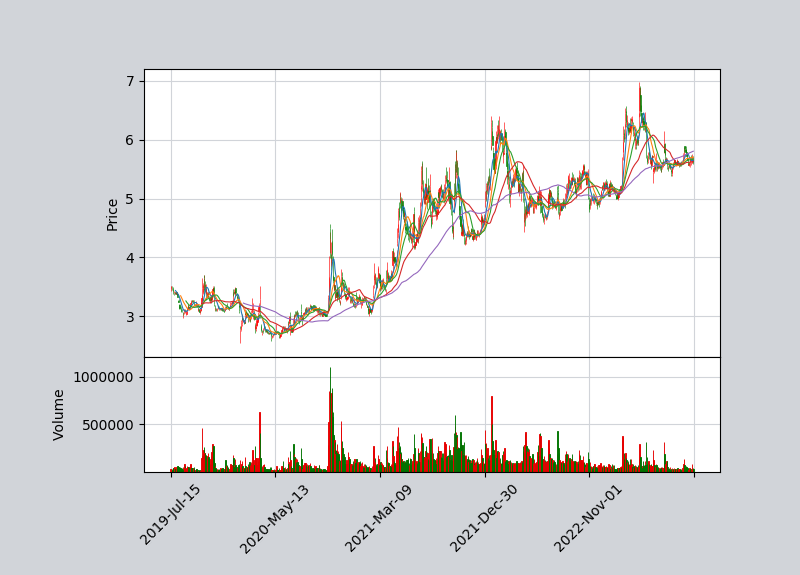 7
6
5
4
3
Price
1000000
500000
Volume
2019-Jul-15
2020-May-13
2021-Mar-09
2021-Dec-30
2022-Nov-01